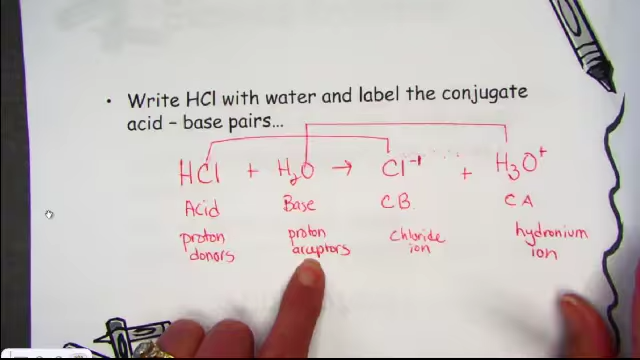 • Write HCl with water and label the conjugate
acid – base pairs...
HCl + H₂O → Cl⁻¹ + H₃O⁺
Acid Base CB CA
proton donors proton acceptors chloride ion hydronium ion